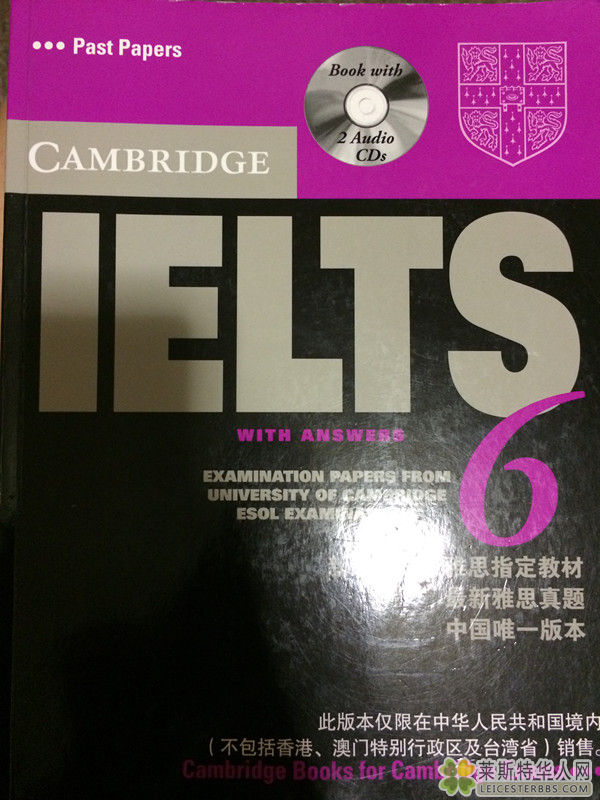 ••• Past Papers
Book with
2 Audio
CDs
CAMBRIDGE
IELTS
6
WITH ANSWERS
EXAMINATION PAPERS FROM
UNIVERSITY OF CAMBRIDGE
ESOL
思指定教材
最新雅思真题
中国唯一版本
此版本仅限在中华人民共和国境内
（不包括香港、澳门特别行政区及台湾省）销售。
Cambridge Books for
莱斯特华人网
LEICESTERBBS.COM